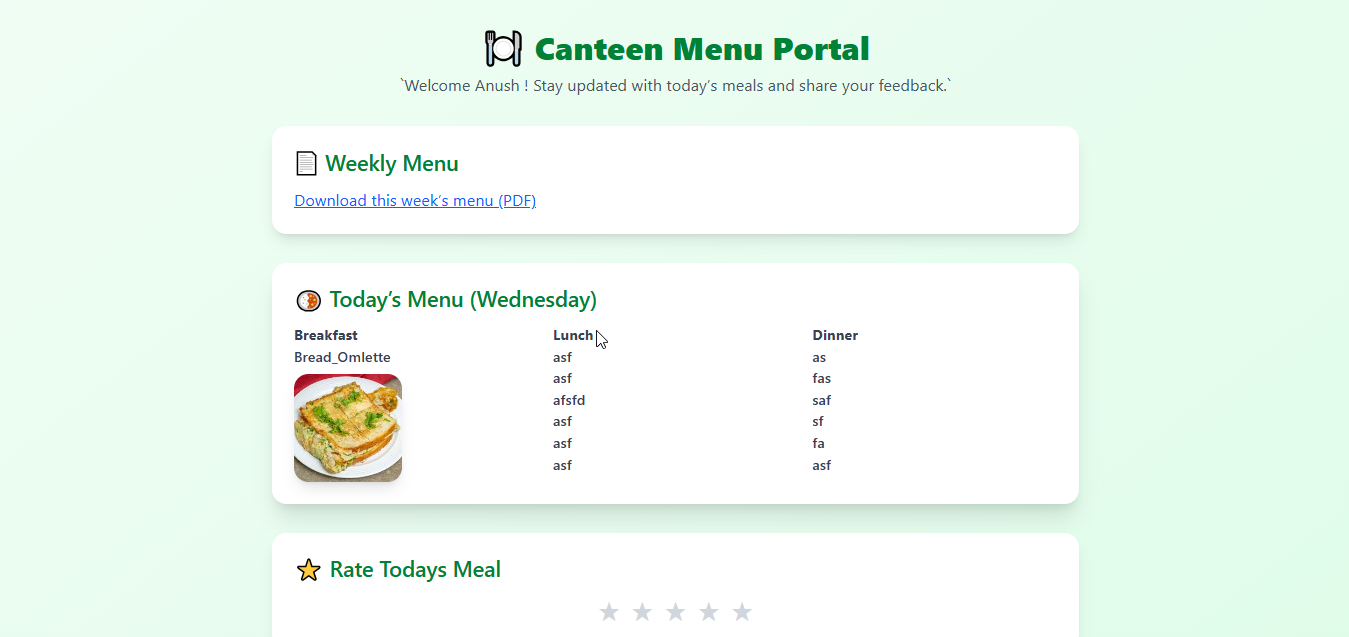 Canteen Menu Portal
`Welcome Anush ! Stay updated with today’s meals and share your feedback.`
Weekly Menu
Download this week’s menu (PDF)
Today’s Menu (Wednesday)
Breakfast
Bread_Omlette
Lunch
asf
asf
afsfd
asf
asf
asf
Dinner
as
fas
saf
sf
fa
asf
Rate Todays Meal